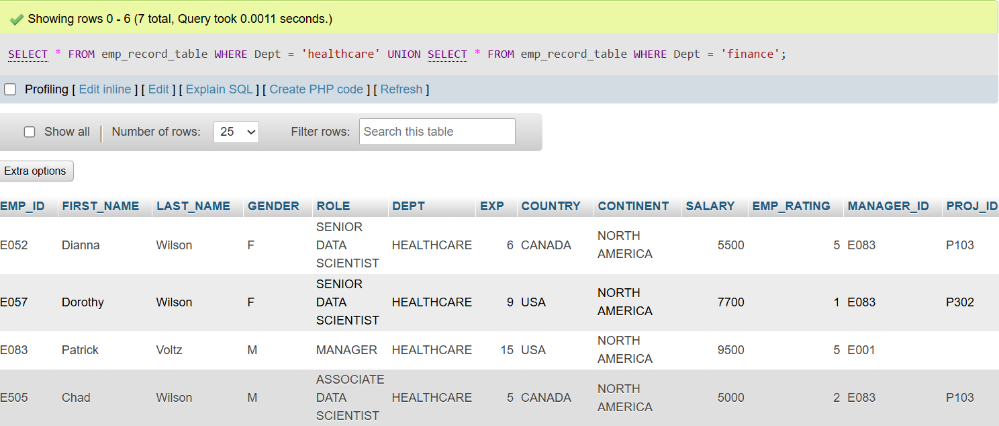 Showing rows 0 - 6 (7 total, Query took 0.0011 seconds.)
SELECT * FROM emp_record_table WHERE Dept = 'healthcare' UNION SELECT * FROM emp_record_table WHERE Dept = 'finance';
Profiling [ Edit inline ] [ Edit ] [ Explain SQL ] [ Create PHP code ] [ Refresh ]
Show all | Number of rows: 25 Filter rows: Search this table
Extra options
EMP_ID FIRST_NAME LAST_NAME GENDER ROLE DEPT EXP COUNTRY CONTINENT SALARY EMP_RATING MANAGER_ID PROJ_ID
E052 Dianna Wilson F SENIOR DATA SCIENTIST HEALTHCARE 6 CANADA NORTH AMERICA 5500 5 E083 P103
E057 Dorothy Wilson F SENIOR DATA SCIENTIST HEALTHCARE 9 USA NORTH AMERICA 7700 1 E083 P302
E083 Patrick Voltz M MANAGER HEALTHCARE 15 USA NORTH AMERICA 9500 5 E001
E505 Chad Wilson M ASSOCIATE DATA SCIENTIST HEALTHCARE 5 CANADA NORTH AMERICA 5000 2 E083 P103